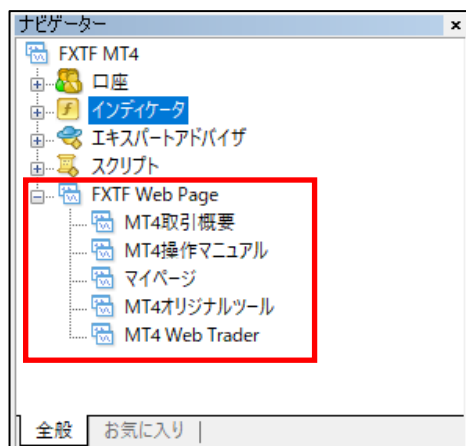 ナビゲーター
FXTF MT4
口座
インディケータ
エキスパートアドバイザ
スクリプト
FXTF Web Page
MT4取引概要
MT4操作マニュアル
マイページ
MT4オリジナルツール
MT4 Web Trader
全般
お気に入り